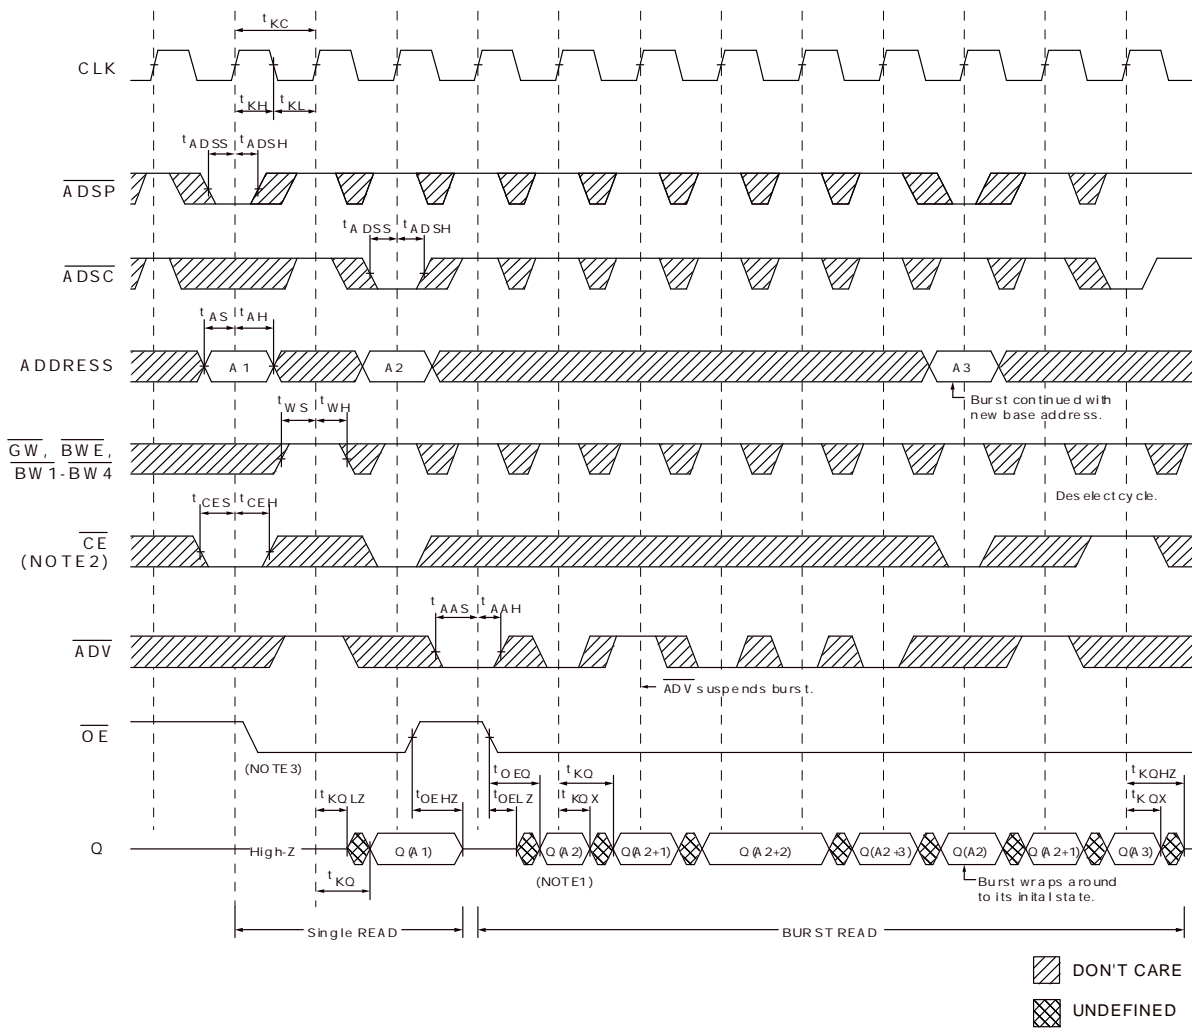 tKC
CLK
tKH
tKL
tADSS
tADSH
ADSP
tADSS
tADSH
ADSC
tAS
tAH
ADDRESS
A1
A2
A3
Burst continued with
new base address.
tWS
tWH
GW, BWE,
BW1-BW4
Deselect cycle.
tCES
tCEH
CE
(NOTE2)
tAAS
tAAH
ADV
ADV suspends burst.
OE
(NOTE3)
tKQLZ
tOEHZ
tOEQ
tOELZ
tKQ
tKQX
tKQHZ
tKQX
Q
High-Z
Q(A1)
Q(A2)
Q(A2+1)
Q(A2+2)
Q(A2+3)
Q(A2)
Q(A2+1)
Q(A3)
tKQ
(NOTE1)
Burst wraps around
to its inital state.
Single READ
BURST READ
DON'T CARE
UNDEFINED